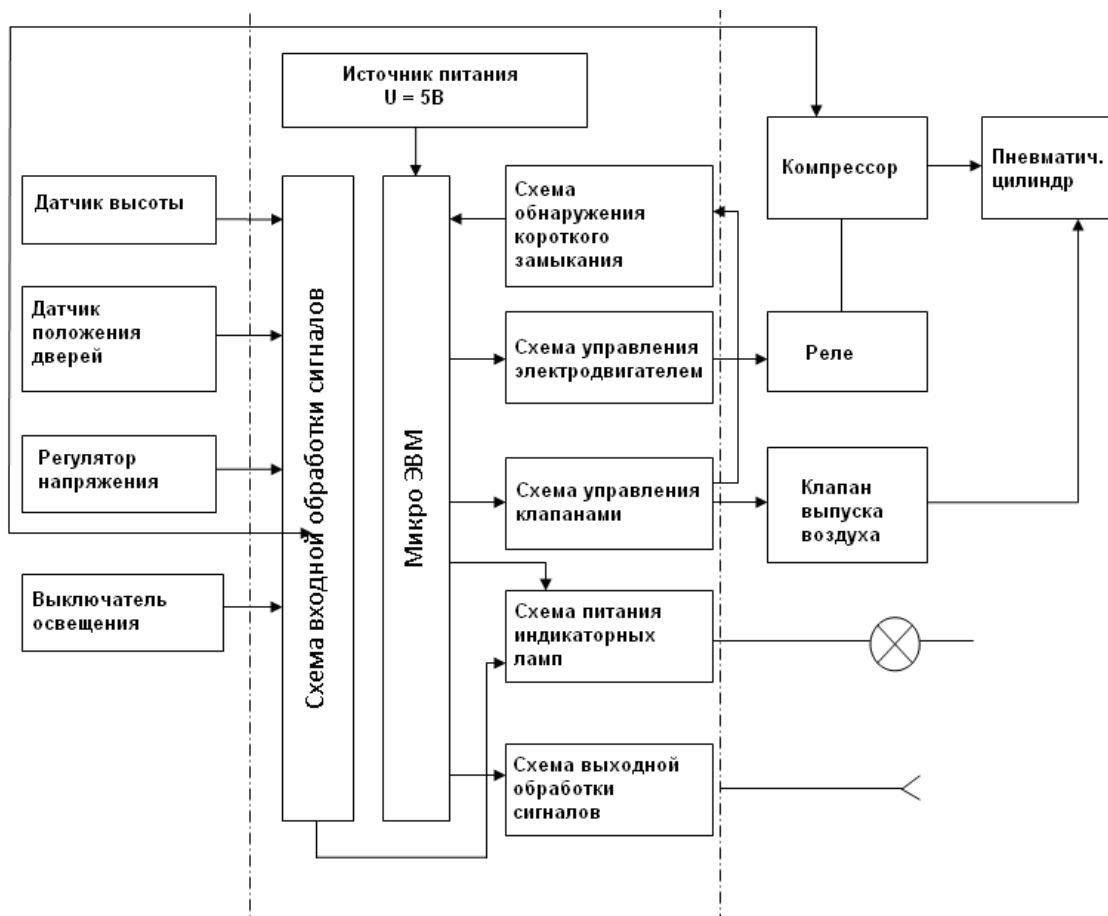 Источник питания
U = 5В
Датчик высоты
Датчик
положения
дверей
Регулятор
напряжения
Выключатель
освещения
Схема входной обработки сигналов
Микро ЭВМ
Схема
обнаружения
короткого
замыкания
Схема управления
электродвигателем
Схема управления
клапанами
Схема питания
индикаторных
ламп
Схема выходной
обработки
сигналов
Компрессор
Пневматич.
цилиндр
Реле
Клапан
выпуска
воздуха